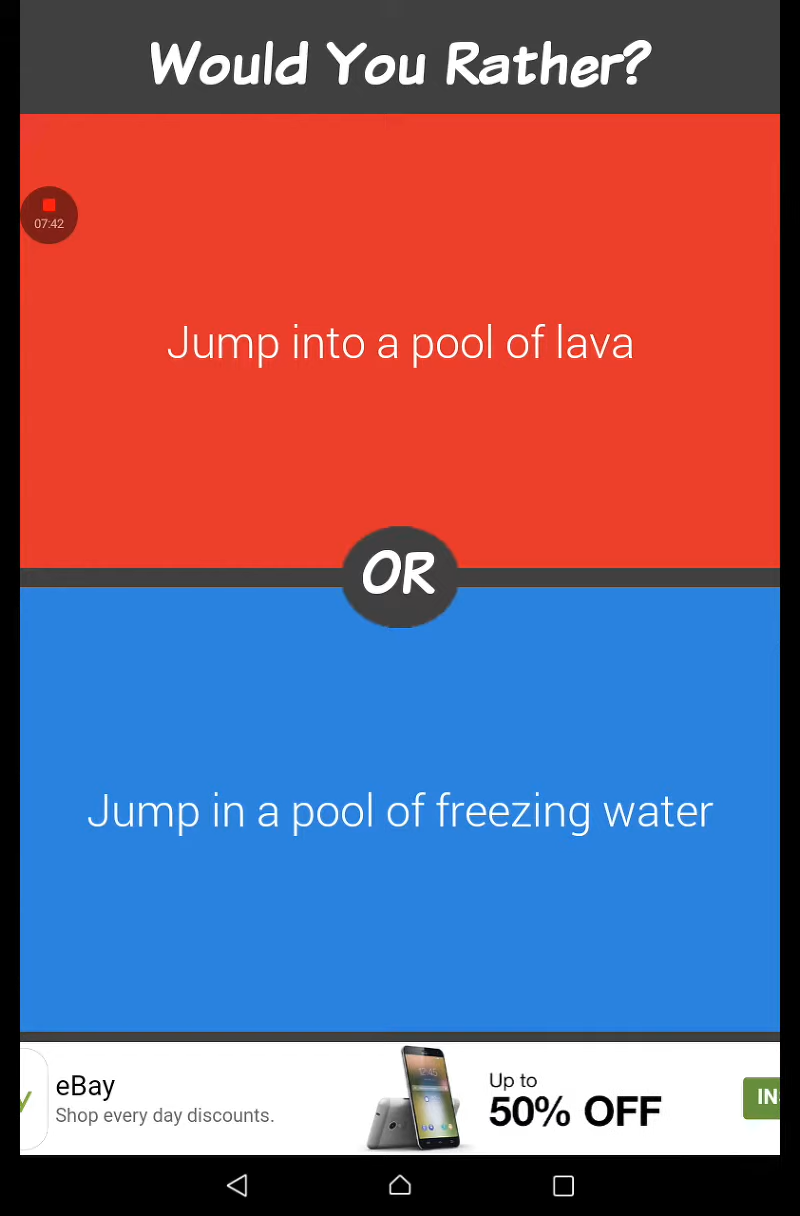 Would You Rather?
07:42
Jump into a pool of lava
OR
Jump in a pool of freezing water
eBay
Shop every day discounts.
Up to
50% OFF
IN